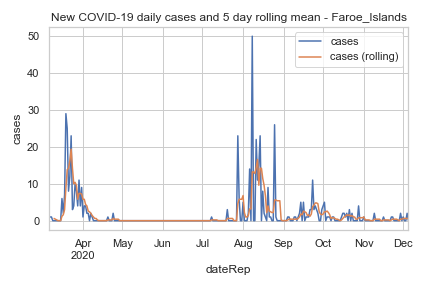 New COVID-19 daily cases and 5 day rolling mean - Faroe_Islands
cases
cases (rolling)
50
40
30
20
10
0
cases
Apr May Jun Jul Aug Sep Oct Nov Dec
2020
dateRep